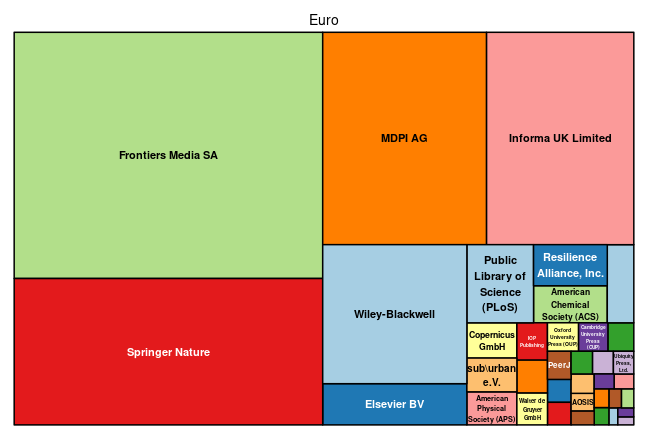 Euro
Frontiers Media SA
MDPI AG
Informa UK Limited
Springer Nature
Wiley-Blackwell
Elsevier BV
Public
Library of
Science
(PLoS)
Resilience
Alliance, Inc.
American
Chemical
Society (ACS)
Copernicus
GmbH
sub\urban
e.V.
American
Physical
Society (APS)
IOP
Publishing
Walter de
Gruyter
GmbH
Oxford
University
Press (OUP)
Cambridge
University
Press
(CUP)
PeerJ
AOSIS
Ubiquity
Press,
Ltd.